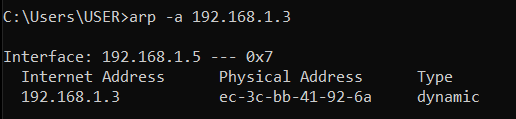 C:\Users\USER>arp -a 192.168.1.3
Interface: 192.168.1.5 --- 0x7
Internet Address Physical Address Type
192.168.1.3 ec-3c-bb-41-92-6a dynamic